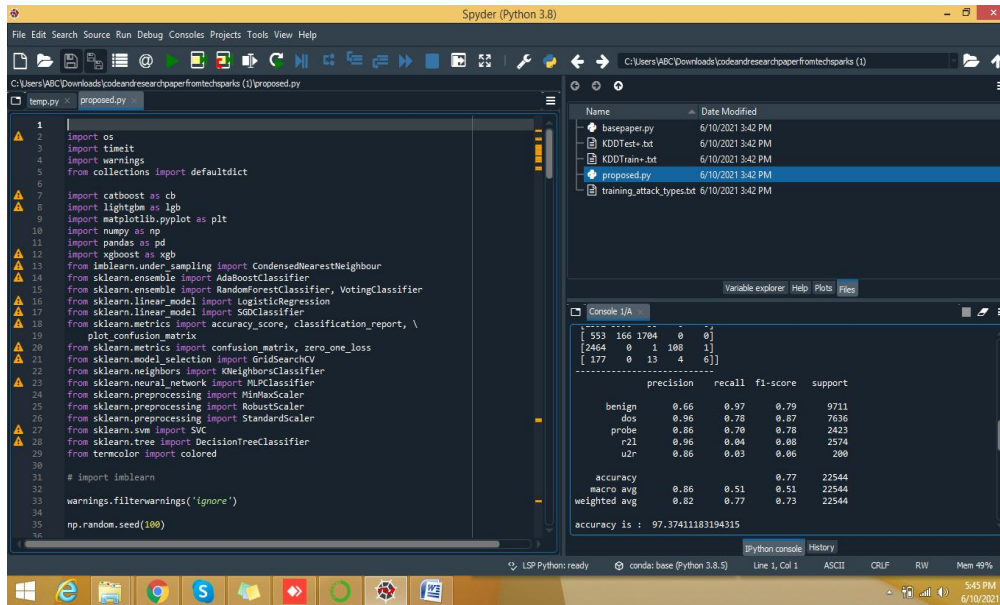 Spyder (Python 3.8)
File Edit Search Source Run Debug Consoles Projects Tools View Help
C:\Users\ABC\Downloads\codeandresearchpaperfromtechsparks (1)
C:\Users\ABC\Downloads\codeandresearchpaperfromtechsparks (1)\proposed.py
temp.py
proposed.py
1
2 import os
3 import timeit
4 import warnings
5 from collections import defaultdict
6
7 import catboost as cb
8 import lightgbm as lgb
9 import matplotlib.pyplot as plt
10 import numpy as np
11 import pandas as pd
12 import xgboost as xgb
13 from imblearn.under_sampling import CondensedNearestNeighbour
14 from sklearn.ensemble import AdaBoostClassifier
15 from sklearn.ensemble import RandomForestClassifier, VotingClassifier
16 from sklearn.linear_model import LogisticRegression
17 from sklearn.linear_model import SGDClassifier
18 from sklearn.metrics import accuracy_score, classification_report, \
19 plot_confusion_matrix
20 from sklearn.metrics import confusion_matrix, zero_one_loss
21 from sklearn.model_selection import GridSearchCV
22 from sklearn.neighbors import KNeighborsClassifier
23 from sklearn.neural_network import MLPClassifier
24 from sklearn.preprocessing import MinMaxScaler
25 from sklearn.preprocessing import RobustScaler
26 from sklearn.preprocessing import StandardScaler
27 from sklearn.svm import SVC
28 from sklearn.tree import DecisionTreeClassifier
29 from termcolor import colored
30
31 # import imblearn
32
33 warnings.filterwarnings('ignore')
34
35 np.random.seed(100)
36
Name Date Modified
basepaper.py 6/10/2021 3:42 PM
KDDTest+.txt 6/10/2021 3:42 PM
KDDTrain+.txt 6/10/2021 3:42 PM
proposed.py 6/10/2021 3:42 PM
training_attack_types.txt 6/10/2021 3:42 PM
Variable explorer Help Plots Files
Console 1/A
[ 553 166 1704 0 0]
[2464 0 1 108 1]
[ 177 0 13 4 6]]
precision recall f1-score support
benign 0.66 0.97 0.79 9711
dos 0.96 0.78 0.87 7636
probe 0.86 0.70 0.78 2423
r2l 0.96 0.04 0.08 2574
u2r 0.86 0.03 0.06 200
accuracy 0.77 22544
macro avg 0.86 0.51 0.51 22544
weighted avg 0.82 0.77 0.73 22544
accuracy is : 97.37411183194315
IPython console History
LSP Python: ready conda: base (Python 3.8.5) Line 1, Col 1 ASCII CRLF RW Mem 49%
5:45 PM
6/10/2021